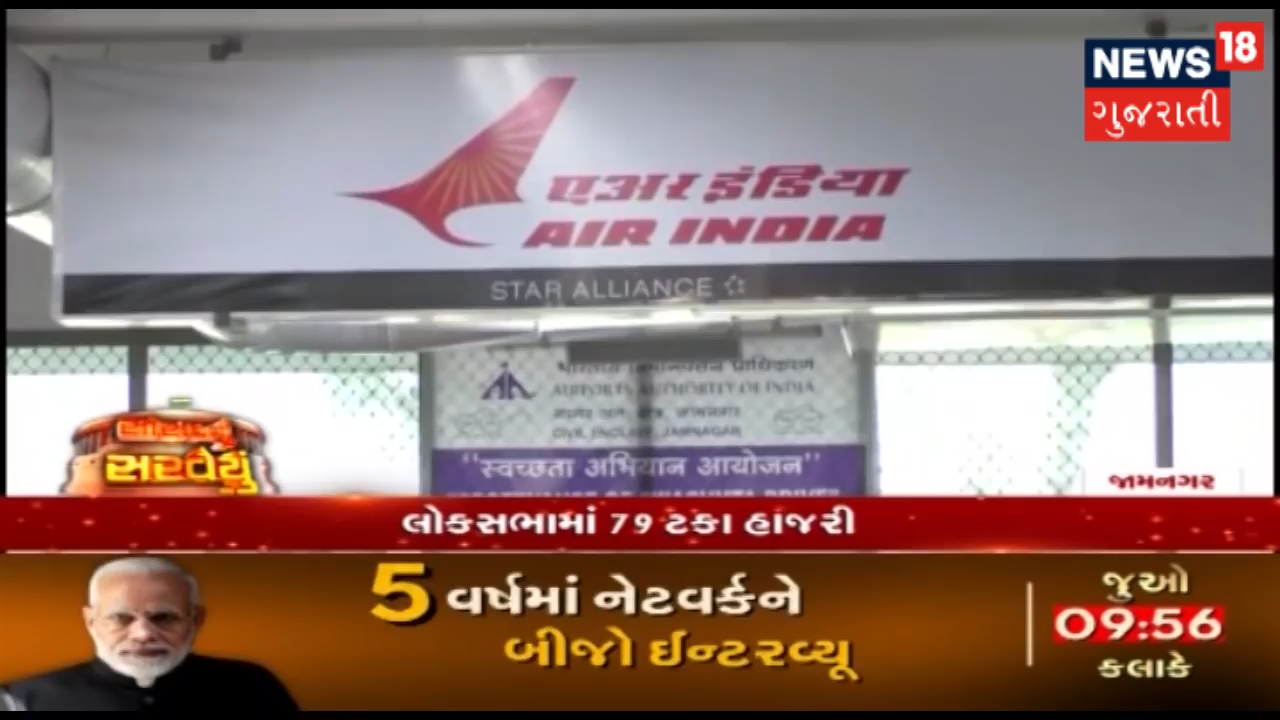 NEWS 18
ગુજરાતી
एअर इंडिया
AIR INDIA
STAR ALLIANCE
भारतीय विमानपत्तन प्राधिकरण
AIRPORTS AUTHORITY OF INDIA
CIVIL ENCLAVE, JAMNAGAR
"स्वच्छता अभियान आयोजन"
સરવૈયું
જામનગર
લોકસભામાં 79 ટકા હાજરી
5 વર્ષમાં નેટવર્કને
બીજો ઈન્ટરવ્યૂ
જુઓ
09:56
કલાકે